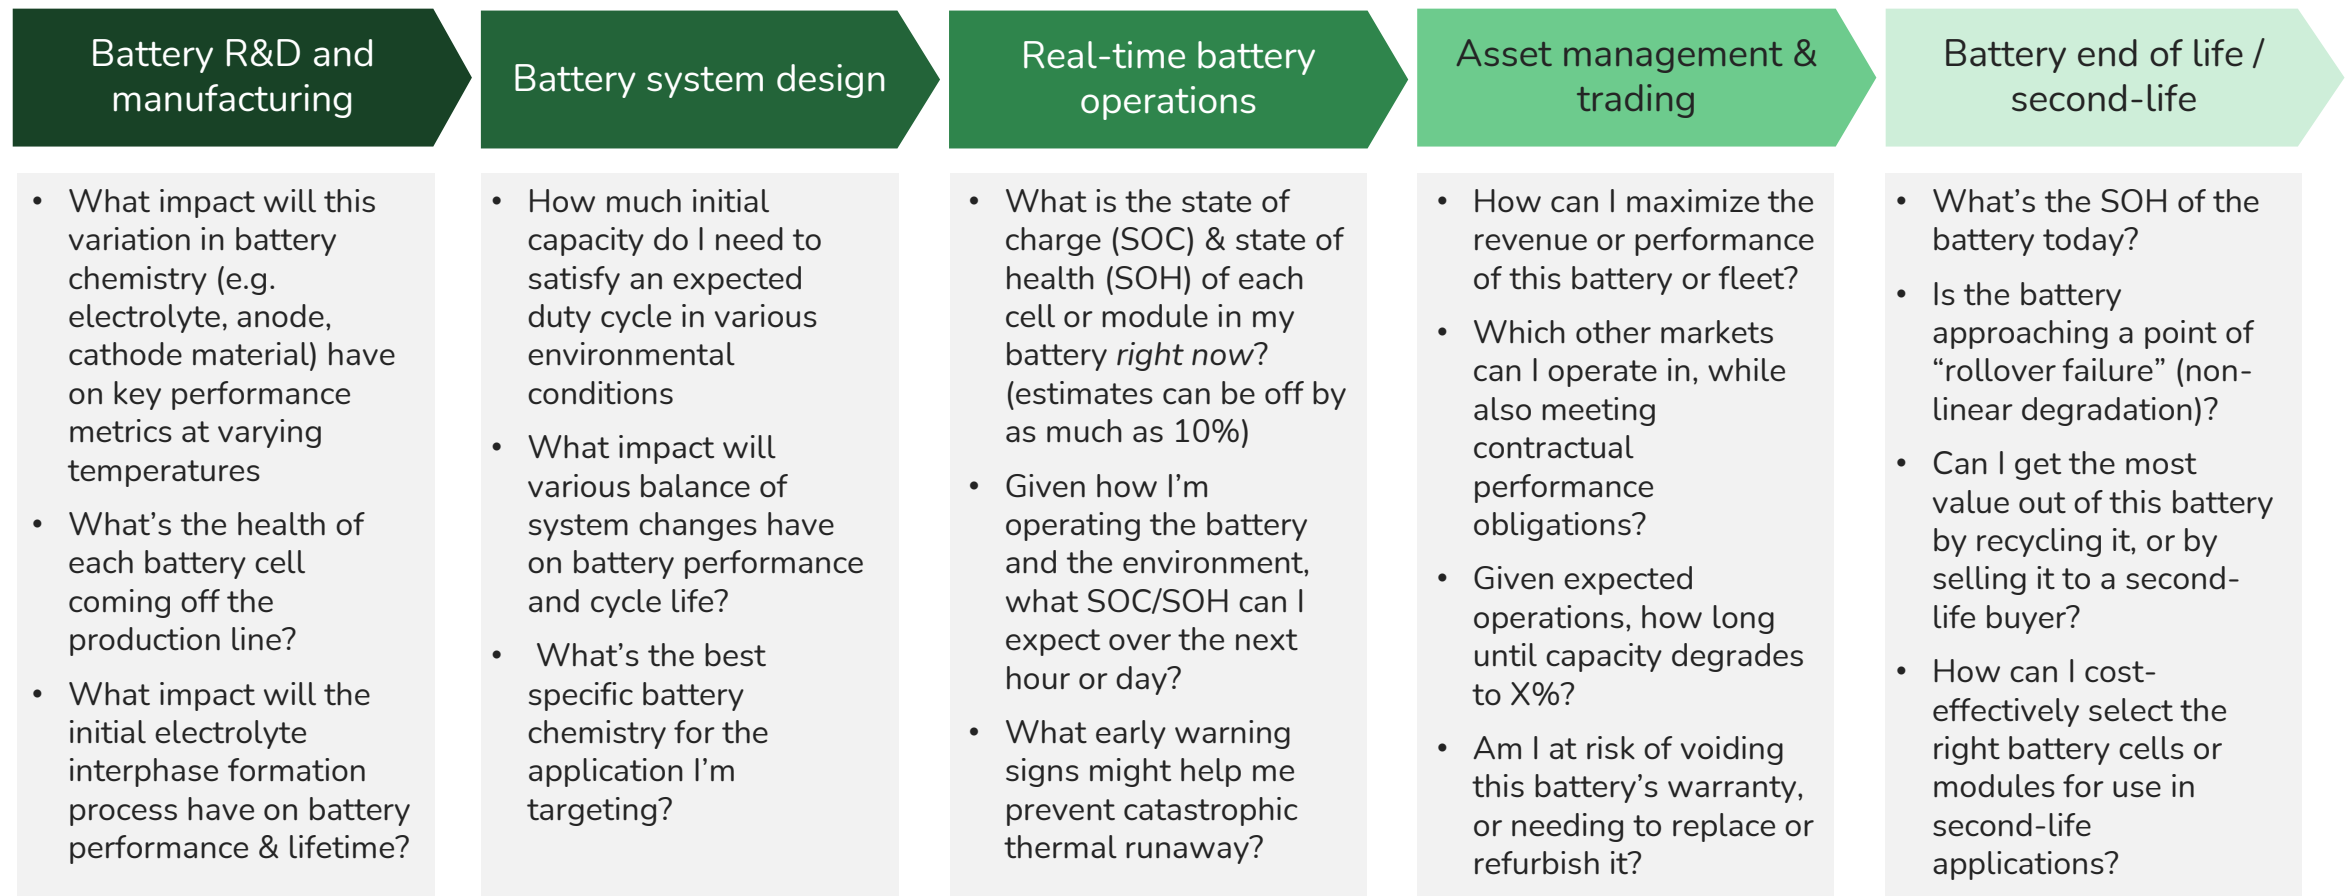 Battery R&D and
manufacturing
Battery system design
Real-time battery
operations
Asset management &
trading
Battery end of life /
second-life
• What impact will this
variation in battery
chemistry (e.g.
electrolyte, anode,
cathode material) have
on key performance
metrics at varying
temperatures
• What’s the health of
each battery cell
coming off the
production line?
• What impact will the
initial electrolyte
interphase formation
process have on battery
performance & lifetime?
• How much initial
capacity do I need to
satisfy an expected
duty cycle in various
environmental
conditions
• What impact will
various balance of
system changes have
on battery performance
and cycle life?
• What’s the best
specific battery
chemistry for the
application I’m
targeting?
• What is the state of
charge (SOC) & state of
health (SOH) of each
cell or module in my
battery right now?
(estimates can be off by
as much as 10%)
• Given how I’m
operating the battery
and the environment,
what SOC/SOH can I
expect over the next
hour or day?
• What early warning
signs might help me
prevent catastrophic
thermal runaway?
• How can I maximize the
revenue or performance
of this battery or fleet?
• Which other markets
can I operate in, while
also meeting
contractual
performance
obligations?
• Given expected
operations, how long
until capacity degrades
to X%?
• Am I at risk of voiding
this battery’s warranty,
or needing to replace or
refurbish it?
• What’s the SOH of the
battery today?
• Is the battery
approaching a point of
“rollover failure” (non-
linear degradation)?
• Can I get the most
value out of this battery
by recycling it, or by
selling it to a second-
life buyer?
• How can I cost-
effectively select the
right battery cells or
modules for use in
second-life
applications?